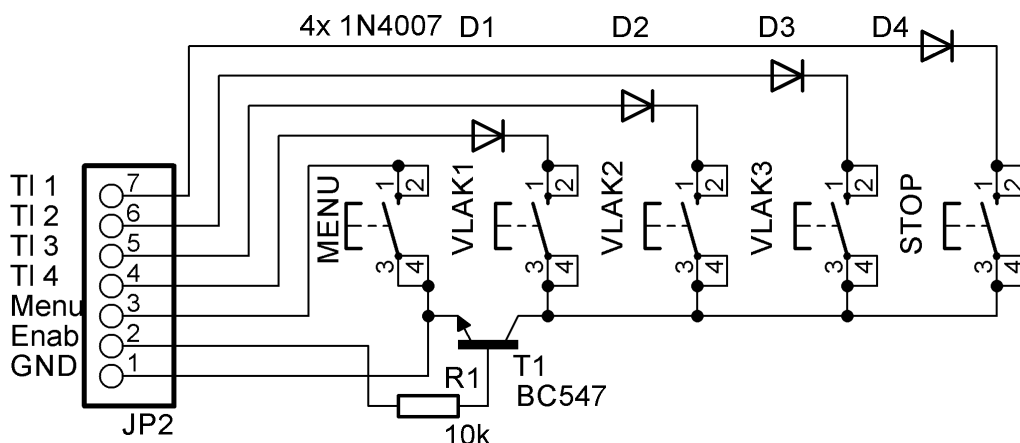 4x 1N4007 D1 D2 D3 D4
Tl 1 7
Tl 2 6
Tl 3 5
Tl 4 4
Menu 3
Enab 2
GND 1
JP2
MENU 1 2 3 4
VLAK1 1 2 3 4
VLAK2 1 2 3 4
VLAK3 1 2 3 4
STOP 1 2 3 4
R1
10k
T1
BC547